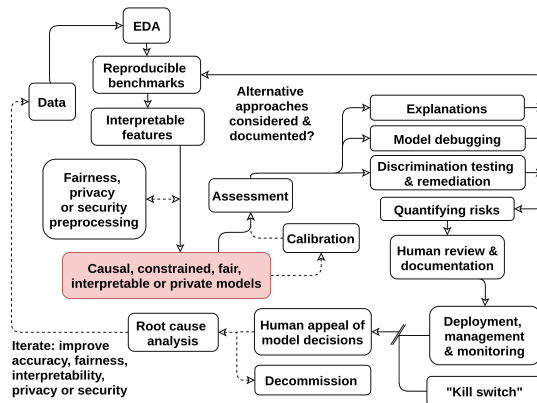 EDA
Reproducible
benchmarks
Data
Interpretable
features
Alternative
approaches
considered &
documented?
Explanations
Model debugging
Discrimination testing
& remediation
Fairness,
privacy
or security
preprocessing
Assessment
Quantifying risks
Calibration
Human review &
documentation
Causal, constrained, fair,
interpretable or private models
Root cause
analysis
Human appeal of
model decisions
Deployment,
management
& monitoring
Iterate: improve
accuracy, fairness,
interpretability,
privacy or security
Decommission
"Kill switch"